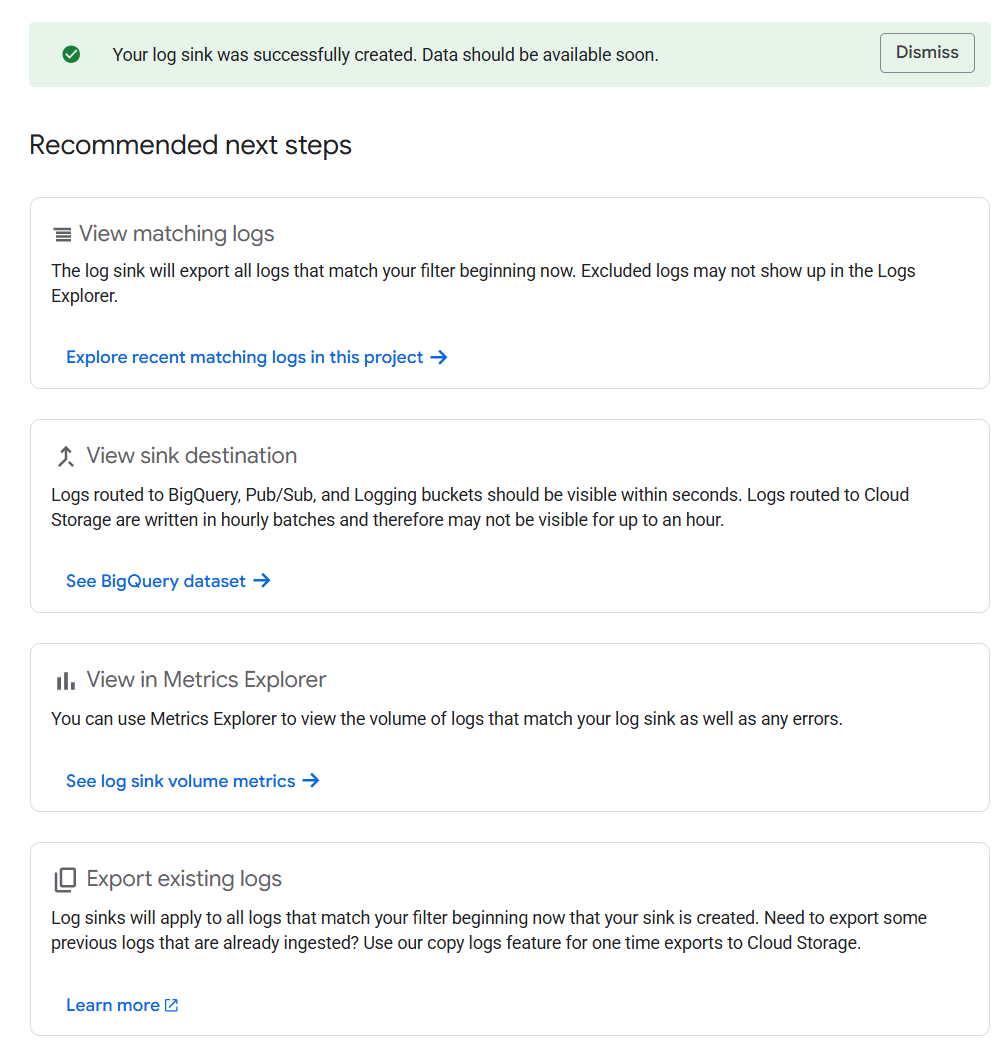 Your log sink was successfully created. Data should be available soon.
Dismiss
Recommended next steps
View matching logs
The log sink will export all logs that match your filter beginning now. Excluded logs may not show up in the Logs
Explorer.
Explore recent matching logs in this project
View sink destination
Logs routed to BigQuery, Pub/Sub, and Logging buckets should be visible within seconds. Logs routed to Cloud
Storage are written in hourly batches and therefore may not be visible for up to an hour.
See BigQuery dataset
View in Metrics Explorer
You can use Metrics Explorer to view the volume of logs that match your log sink as well as any errors.
See log sink volume metrics
Export existing logs
Log sinks will apply to all logs that match your filter beginning now that your sink is created. Need to export some
previous logs that are already ingested? Use our copy logs feature for one time exports to Cloud Storage.
Learn more